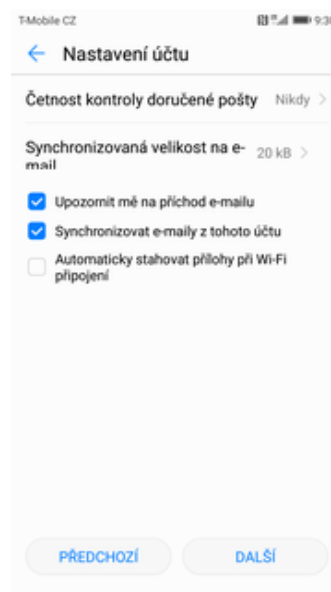 T-Mobile CZ 9:30
Nastavení účtu
Četnost kontroly doručené pošty Nikdy
Synchronizovaná velikost na e- 20 kB
mail
Upozornit mě na příchod e-mailu
Synchronizovat e-maily z tohoto účtu
Automaticky stahovat přílohy při Wi-Fi
připojení
PŘEDCHOZÍ DALŠÍ